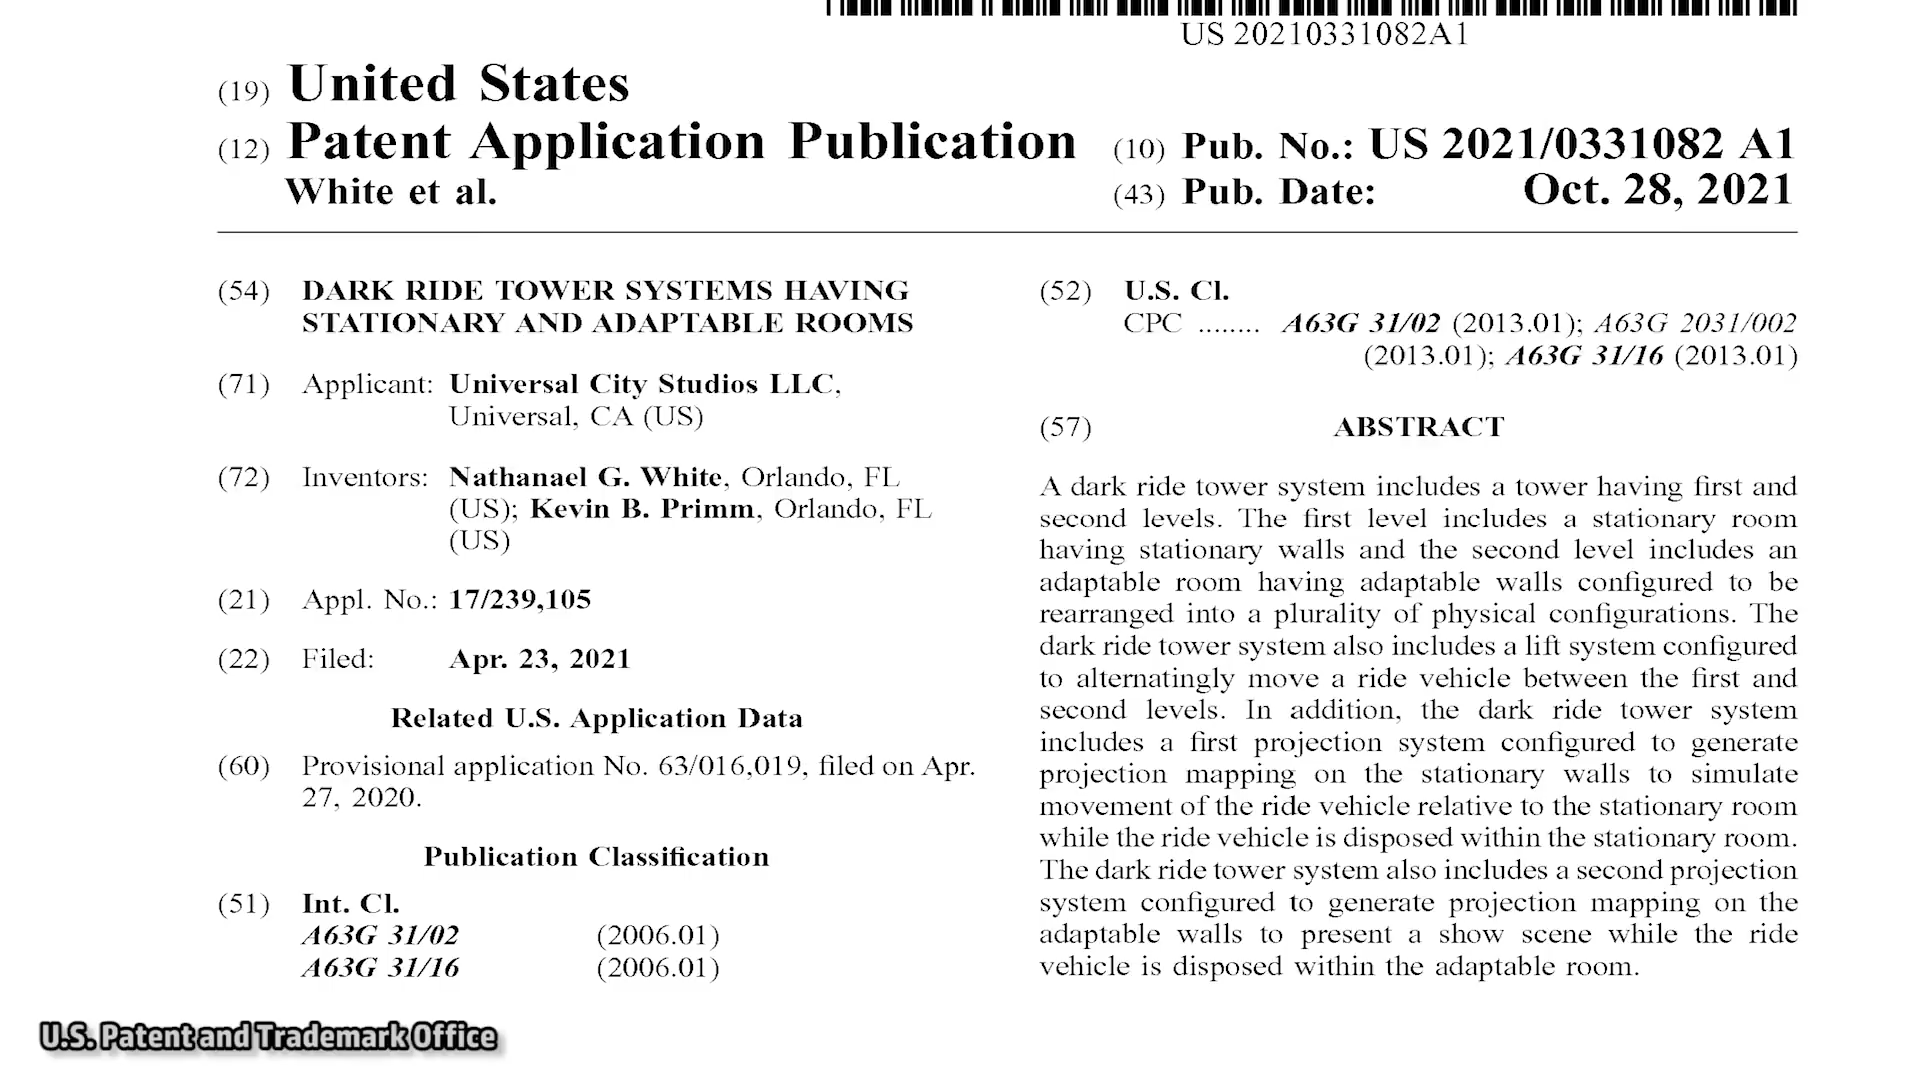 US 20210331082A1
(19) United States
(12) Patent Application Publication (10) Pub. No.: US 2021/0331082 A1
White et al. (43) Pub. Date: Oct. 28, 2021
(54) DARK RIDE TOWER SYSTEMS HAVING
STATIONARY AND ADAPTABLE ROOMS
(71) Applicant: Universal City Studios LLC,
Universal, CA (US)
(72) Inventors: Nathanael G. White, Orlando, FL
(US); Kevin B. Primm, Orlando, FL
(US)
(21) Appl. No.: 17/239,105
(22) Filed: Apr. 23, 2021
Related U.S. Application Data
(60) Provisional application No. 63/016,019, filed on Apr.
27, 2020.
Publication Classification
(51) Int. Cl.
A63G 31/02 (2006.01)
A63G 31/16 (2006.01)
(52) U.S. Cl.
CPC ........ A63G 31/02 (2013.01); A63G 2031/002
(2013.01); A63G 31/16 (2013.01)
(57) ABSTRACT
A dark ride tower system includes a tower having first and
second levels. The first level includes a stationary room
having stationary walls and the second level includes an
adaptable room having adaptable walls configured to be
rearranged into a plurality of physical configurations. The
dark ride tower system also includes a lift system configured
to alternatingly move a ride vehicle between the first and
second levels. In addition, the dark ride tower system
includes a first projection system configured to generate
projection mapping on the stationary walls to simulate
movement of the ride vehicle relative to the stationary room
while the ride vehicle is disposed within the stationary room.
The dark ride tower system also includes a second projection
system configured to generate projection mapping on the
adaptable walls to present a show scene while the ride
vehicle is disposed within the adaptable room.
U.S. Patent and Trademark Office